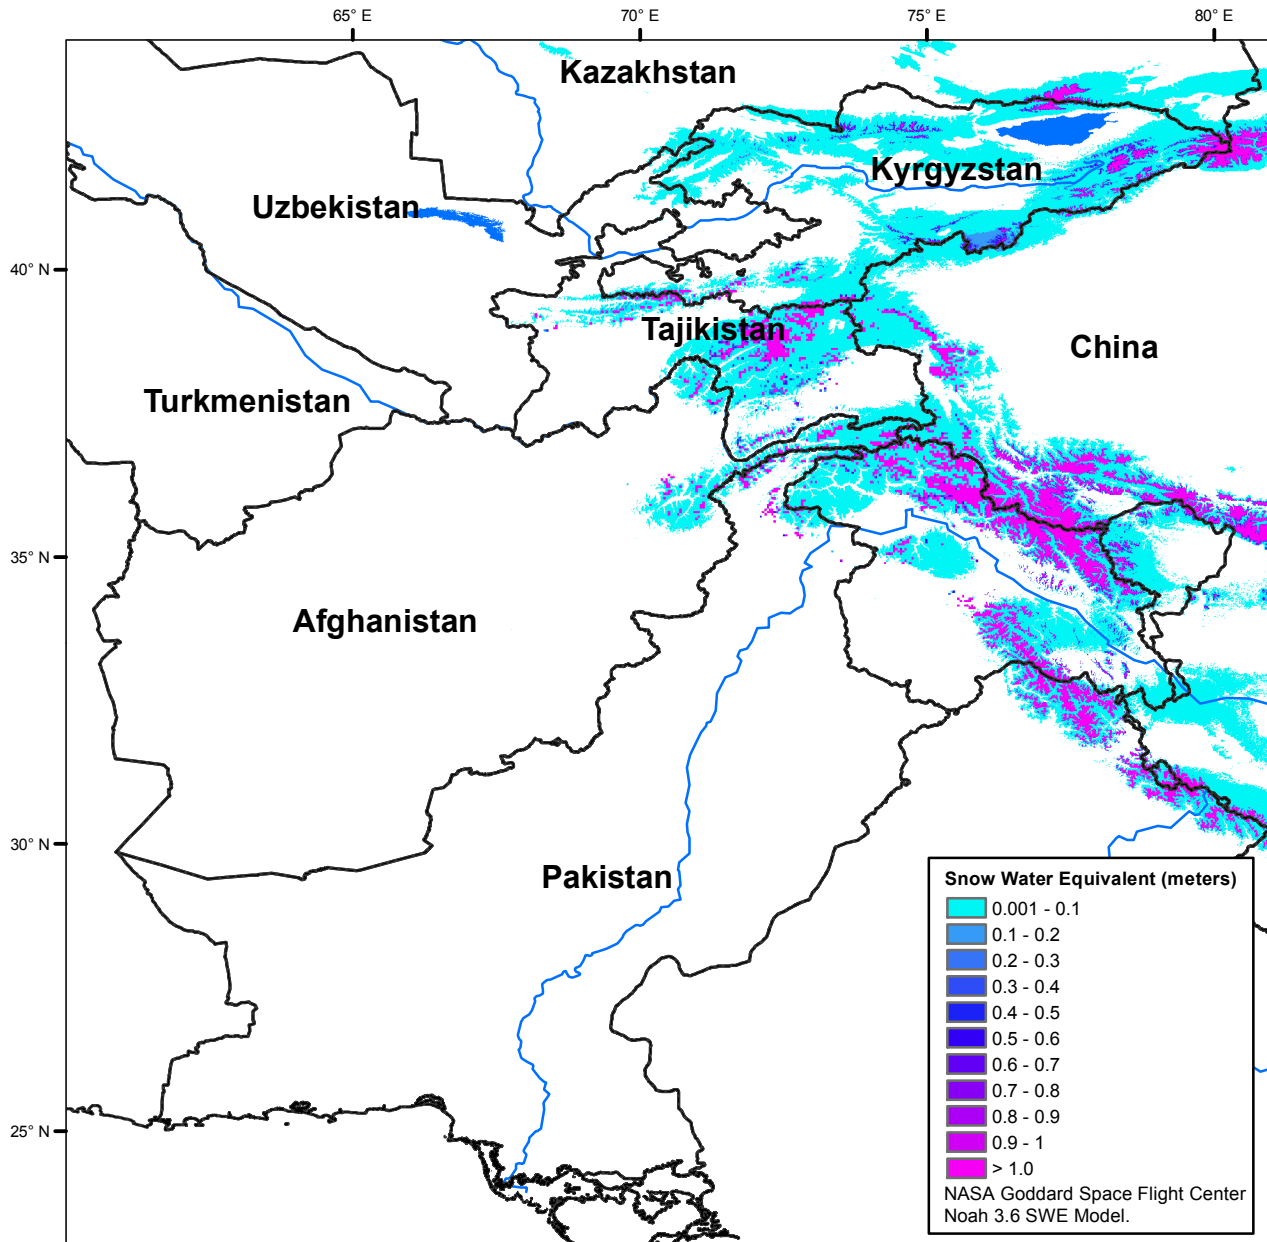 65° E
70° E
75° E
80° E
Kazakhstan
Kyrgyzstan
Uzbekistan
40° N
Tajikistan
China
Turkmenistan
35° N
Afghanistan
30° N
Pakistan
Snow Water Equivalent (meters)
0.001 - 0.1
0.1 - 0.2
0.2 - 0.3
0.3 - 0.4
0.4 - 0.5
0.5 - 0.6
0.6 - 0.7
0.7 - 0.8
0.8 - 0.9
0.9 - 1
> 1.0
25° N
NASA Goddard Space Flight Center
Noah 3.6 SWE Model.